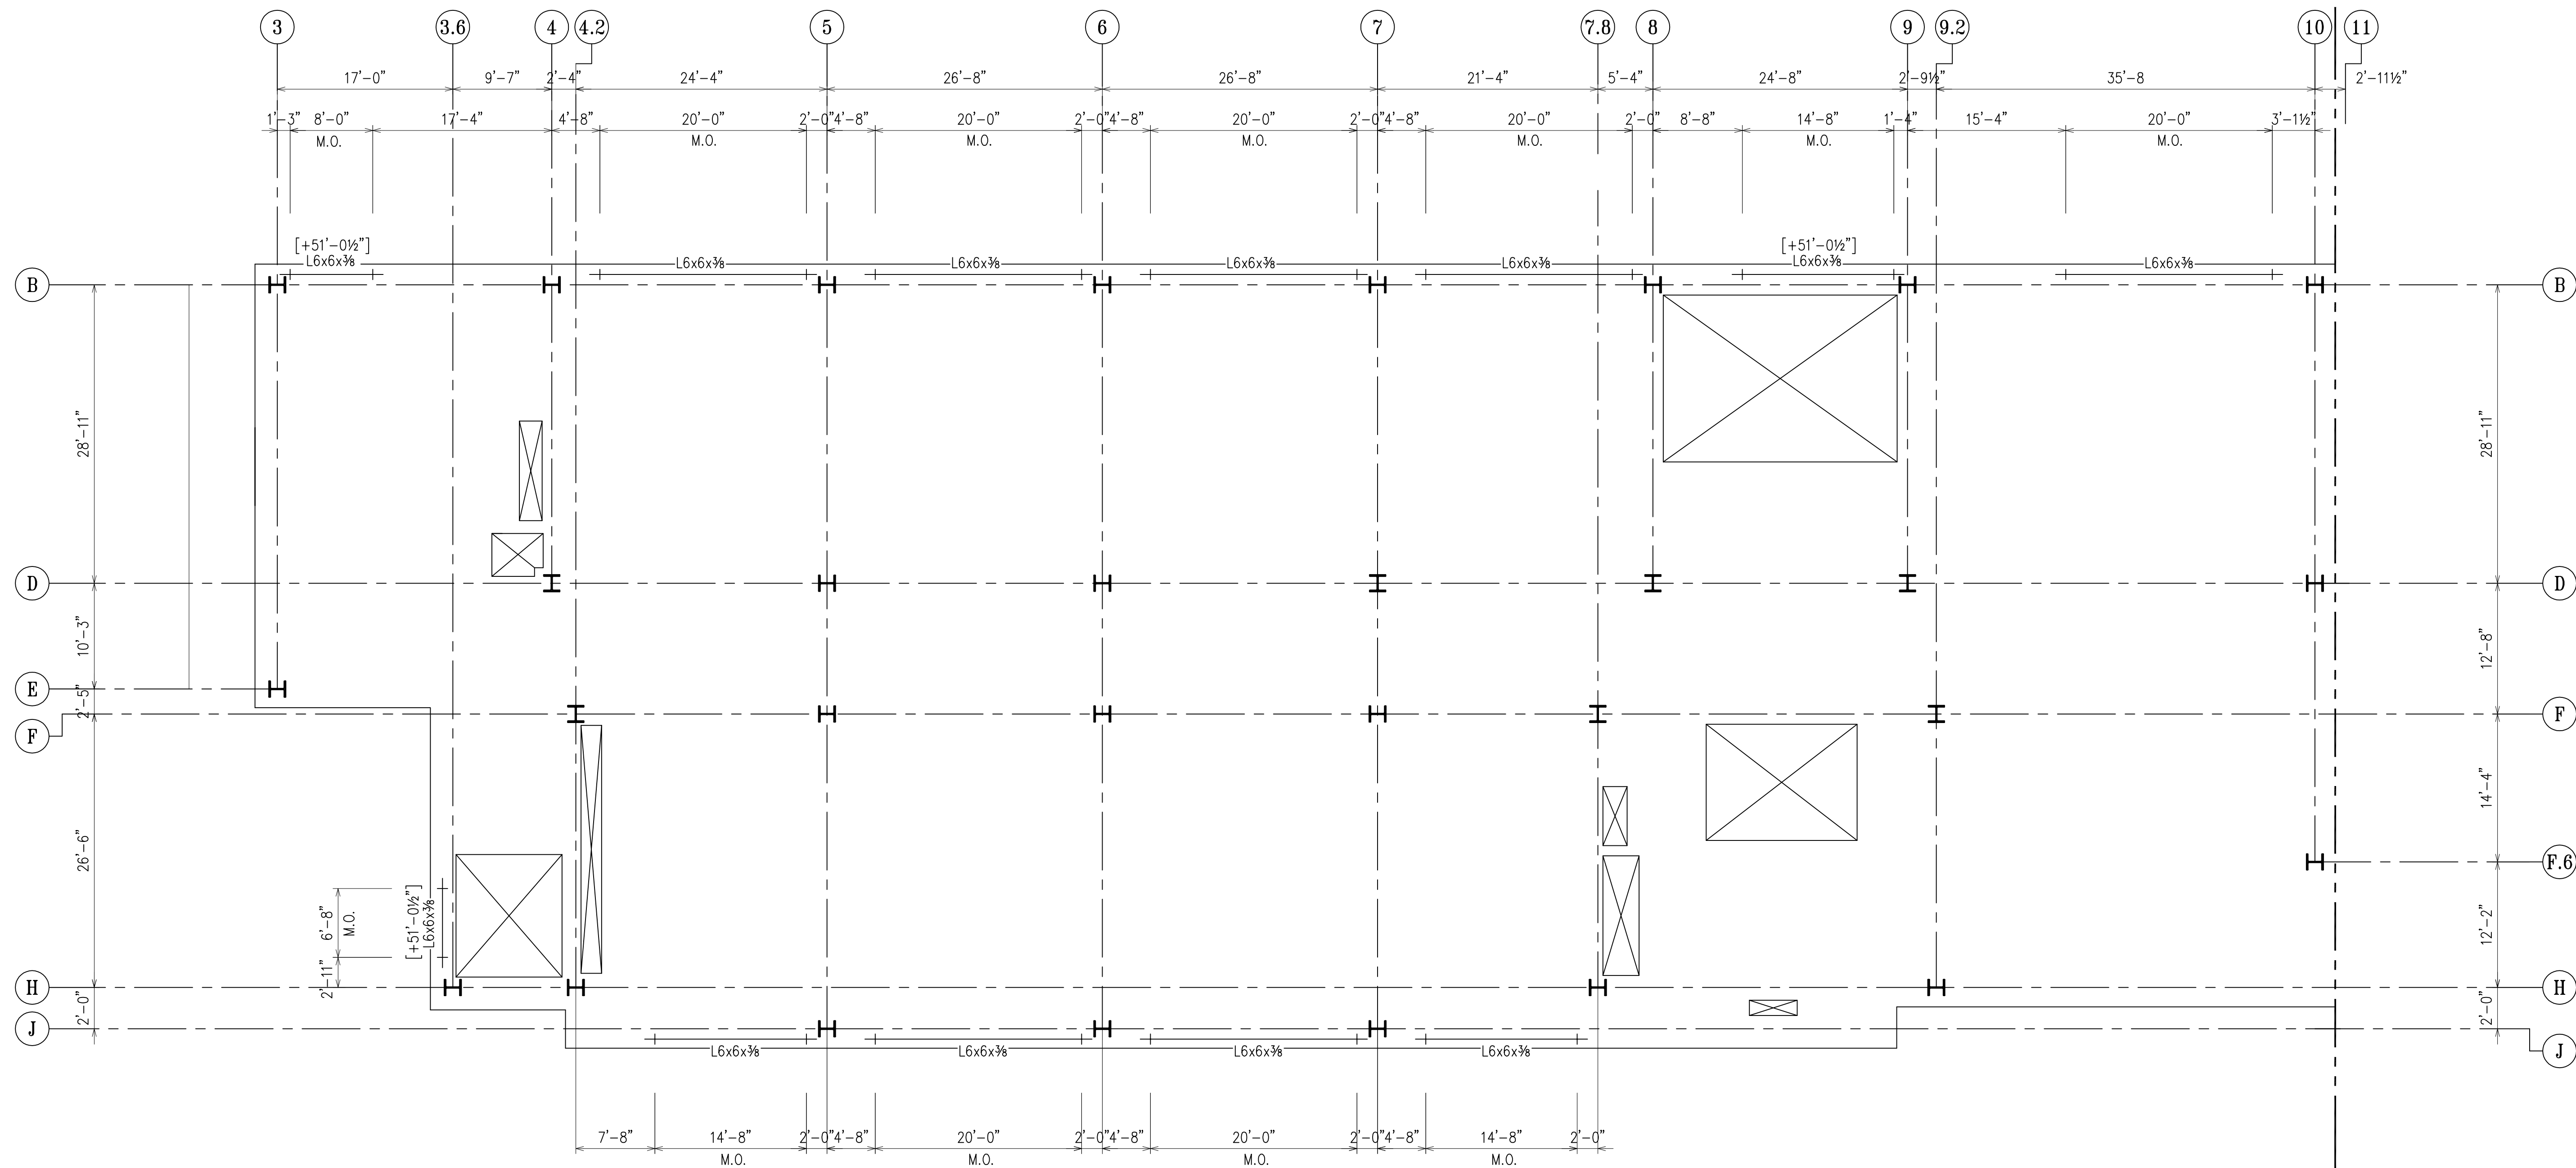 3 3.6 4 4.2 5 6 7 7.8 8 9 9.2 10 11
17'-0" 9'-7" 2'-4" 24'-4" 26'-8" 26'-8" 21'-4" 5'-4" 24'-8" 2'-9½" 35'-8 2'-11½"
1'-3" 8'-0" 17'-4" 4'-8" 20'-0" 2'-0" 4'-8" 20'-0" 2'-0" 4'-8" 20'-0" 2'-0" 4'-8" 20'-0" 2'-0" 8'-8" 14'-8" 1'-4" 15'-4" 20'-0" 3'-1½"
M.O. M.O. M.O. M.O. M.O. M.O. M.O.
[+51'-0½"] [+51'-0½"]
L6x6x⅜ L6x6x⅜ L6x6x⅜ L6x6x⅜ L6x6x⅜ L6x6x⅜ L6x6x⅜
B B
28'-11" 28'-11"
D D
10'-3" 12'-8"
E
2'-5"
F F
26'-6" 14'-4"
F.6
6'-8" M.O. [+51'-0½"] L6x6x⅜
2'-11" 12'-2"
H H
2'-0" 2'-0"
J J
L6x6x⅜ L6x6x⅜ L6x6x⅜ L6x6x⅜
7'-8" 14'-8" 2'-0" 4'-8" 20'-0" 2'-0" 4'-8" 20'-0" 2'-0" 4'-8" 14'-8" 2'-0"
M.O. M.O. M.O. M.O.